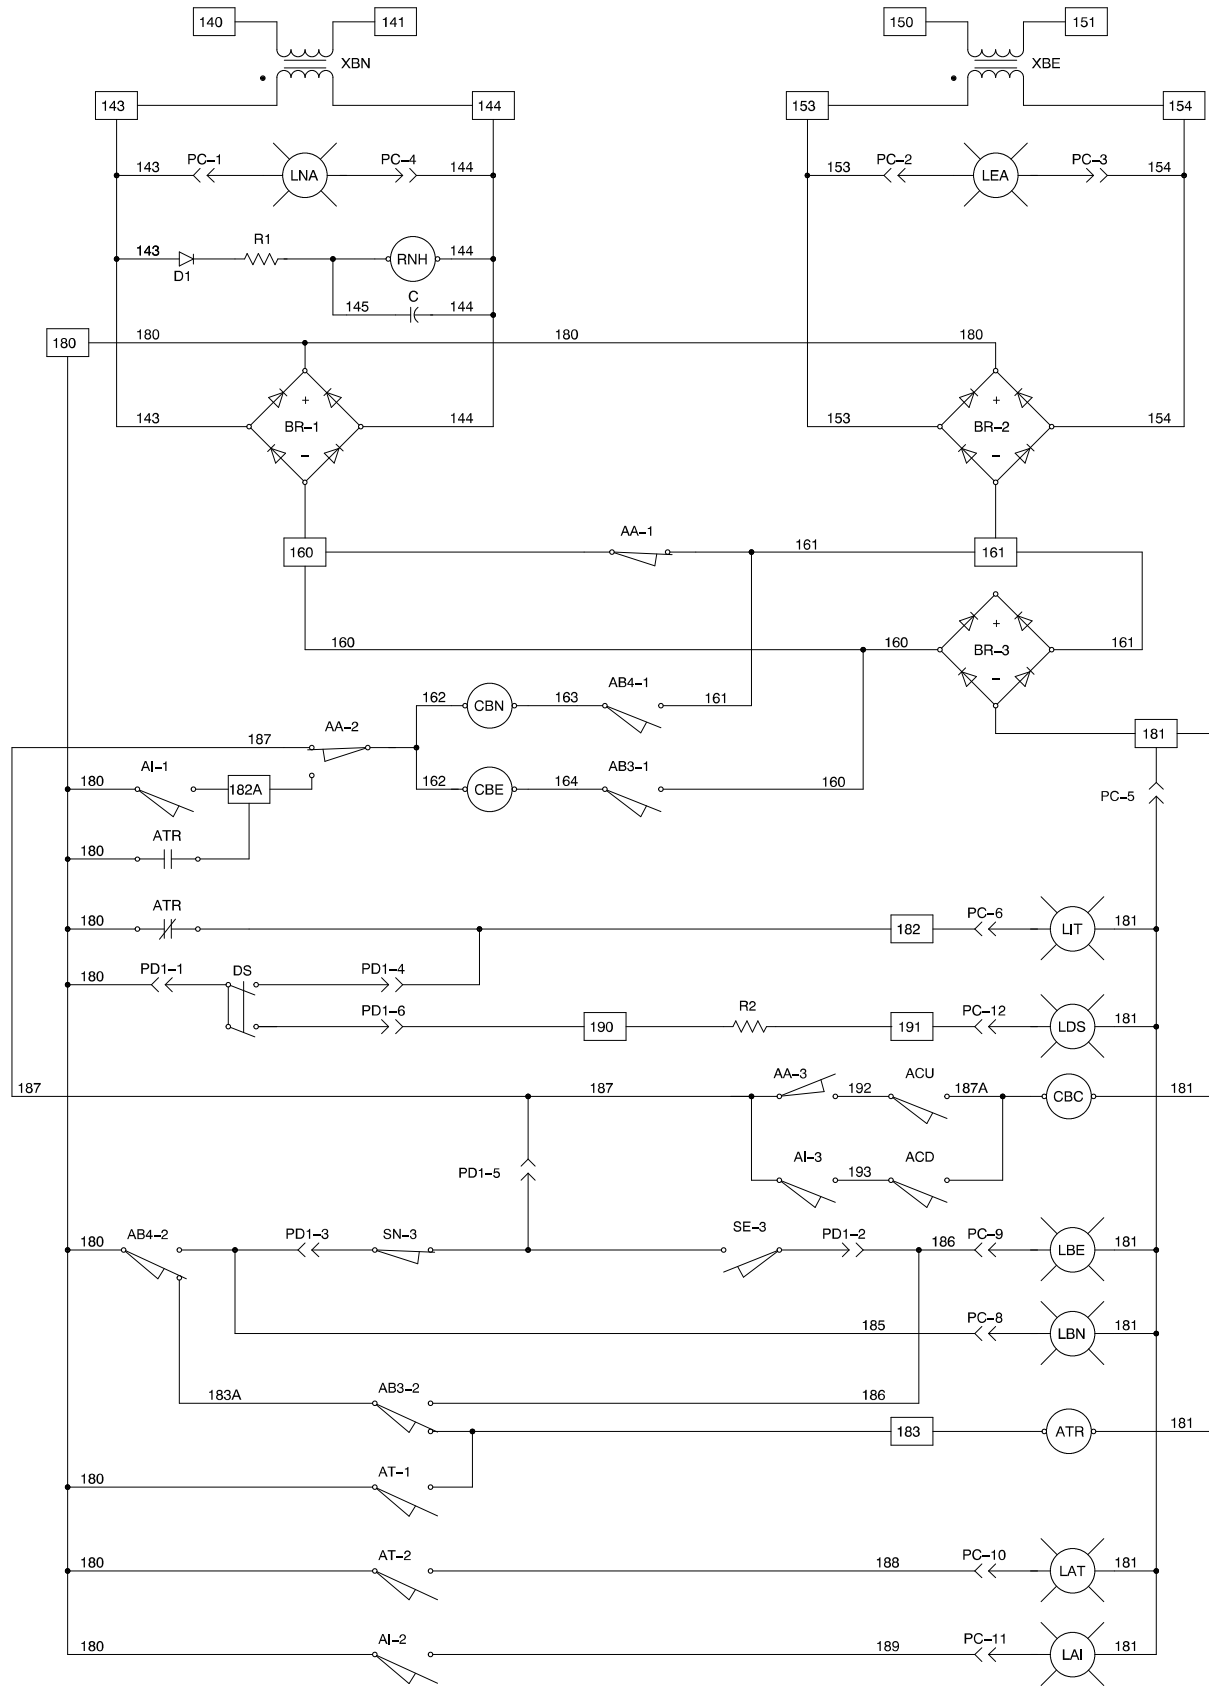 140 141 150 151
XBN XBE
143 144 153 154
143 PC-1 LNA PC-4 144 153 PC-2 LEA PC-3 154
143 D1 R1 RNH 144
145 C 144
180 180 180 180
143 + BR-1 - 144 153 + BR-2 - 154
160 AA-1 161 161
160 160 + BR-3 - 161
162 CBN 163 AB4-1 161
187 AA-2 181
180 AI-1 182A 162 CBE 164 AB3-1 160 PC-5
180 ATR
180 ATR 182 PC-6 LIT 181
180 PD1-1 DS PD1-4
PD1-6 190 R2 191 PC-12 LDS 181
187 187 AA-3 192 ACU 187A CBC 181
PD1-5 AI-3 193 ACD
180 AB4-2 PD1-3 SN-3 SE-3 PD1-2 186 PC-9 LBE 181
185 PC-8 LBN 181
183A AB3-2 186
183 ATR 181
180 AT-1
180 AT-2 188 PC-10 LAT 181
180 AI-2 189 PC-11 LAI 181